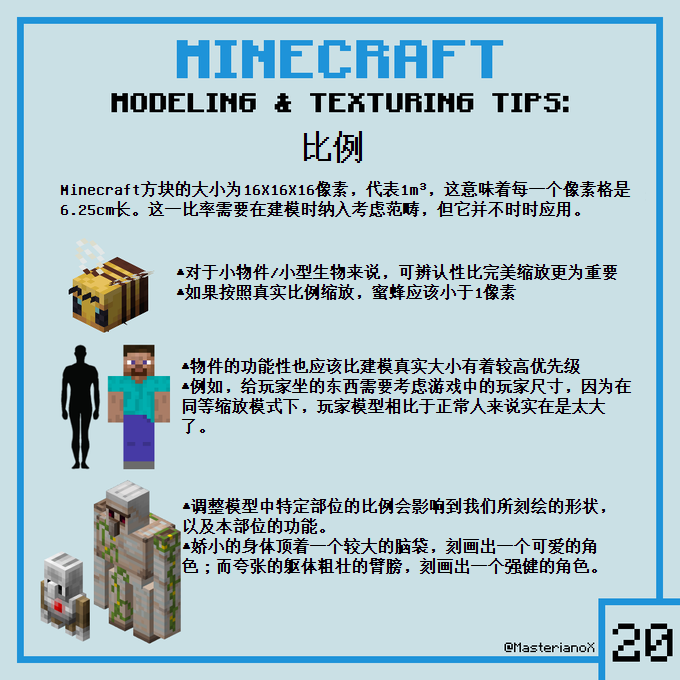 MINECRAFT
MODELING & TEXTURING TIPS:
比例
Minecraft方块的大小为16X16X16像素，代表1m³，这意味着每一个像素格是
6.25cm长。这一比率需要在建模时纳入考虑范畴，但它并不时时应用。
▲对于小物件/小型生物来说，可辨认性比完美缩放更为重要
▲如果按照真实比例缩放，蜜蜂应该小于1像素
▲物件的功能性也应该比建模真实大小有着较高优先级
▲例如，给玩家坐的东西需要考虑游戏中的玩家尺寸，因为在
同等缩放模式下，玩家模型相比于正常人来说实在是太大
了。
▲调整模型中特定部位的比例会影响到我们所刻绘的形状，
以及本部位的功能。
▲娇小的身体顶着一个较大的脑袋，刻画出一个可爱的角
色；而夸张的躯体粗壮的臂膀，刻画出一个强健的角色。
@MasterianoX
20